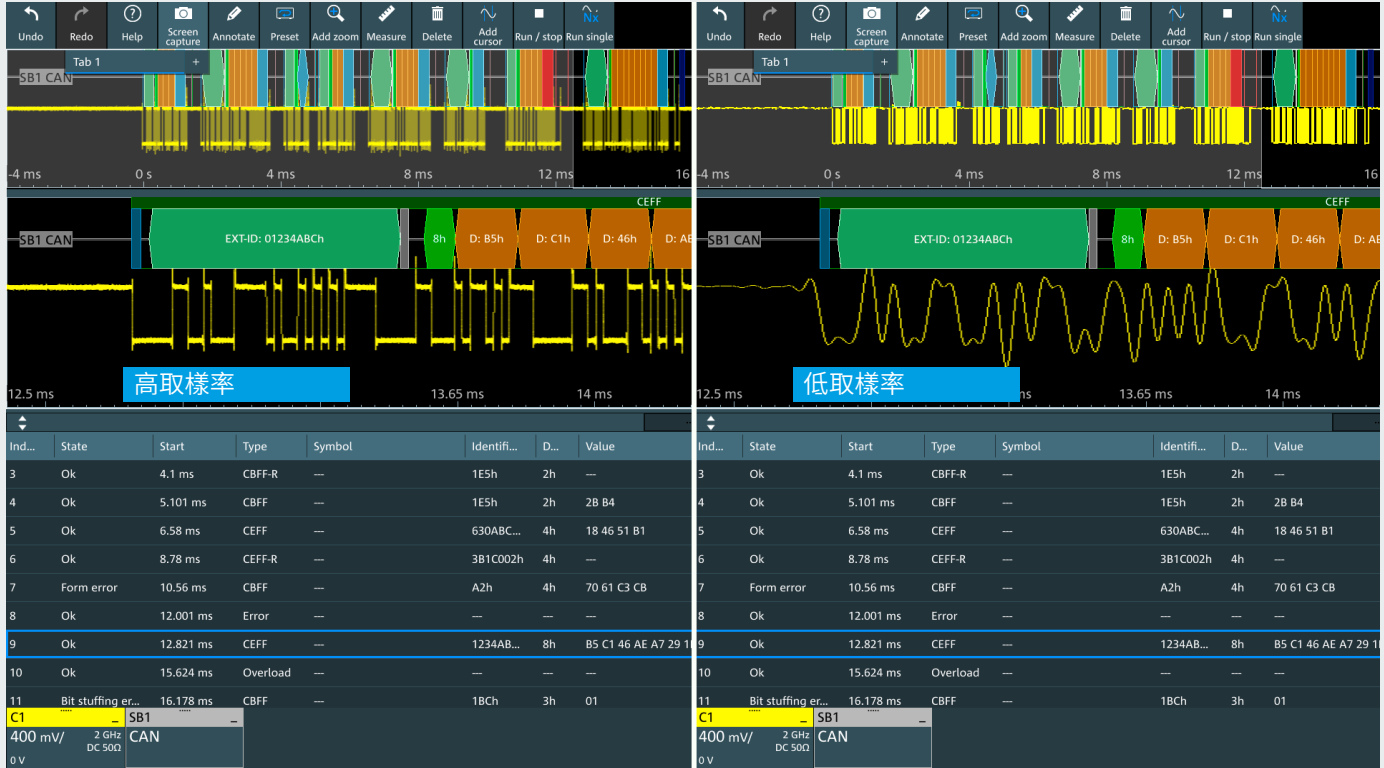 Undo Redo Help Screen capture Annotate Preset Add zoom Measure Delete Add cursor Run / stop Run single
Tab 1 +
SB1 CAN
-4 ms 0 s 4 ms 8 ms 12 ms 16
CEFF
SB1 CAN EXT-ID: 01234ABCh 8h D: B5h D: C1h D: 46h D: AE
高取樣率
12.5 ms 13.65 ms 14 ms
Ind... State Start Type Symbol Identifi... D... Value
3 Ok 4.1 ms CBFF-R --- 1E5h 2h ---
4 Ok 5.101 ms CBFF --- 1E5h 2h 2B B4
5 Ok 6.58 ms CEFF --- 630ABC... 4h 18 46 51 B1
6 Ok 8.78 ms CEFF-R --- 3B1C002h 4h ---
7 Form error 10.56 ms CBFF --- A2h 4h 70 61 C3 CB
8 Ok 12.001 ms Error --- --- --- ---
9 Ok 12.821 ms CEFF --- 1234AB... 8h B5 C1 46 AE A7 29 1
10 Ok 15.624 ms Overload --- --- --- ---
11 Bit stuffing er... 16.178 ms CBFF --- 1BCh 3h 01
C1 SB1
400 mV/ 2 GHz CAN
DC 50Ω
0 V
Undo Redo Help Screen capture Annotate Preset Add zoom Measure Delete Add cursor Run / stop Run single
Tab 1 +
SB1 CAN
-4 ms 0 s 4 ms 8 ms 12 ms 16
CEFF
SB1 CAN EXT-ID: 01234ABCh 8h D: B5h D: C1h D: 46h D: AE
低取樣率
12.5 ms ms 13.65 ms 14 ms
Ind... State Start Type Symbol Identifi... D... Value
3 Ok 4.1 ms CBFF-R --- 1E5h 2h ---
4 Ok 5.101 ms CBFF --- 1E5h 2h 2B B4
5 Ok 6.58 ms CEFF --- 630ABC... 4h 18 46 51 B1
6 Ok 8.78 ms CEFF-R --- 3B1C002h 4h ---
7 Form error 10.56 ms CBFF --- A2h 4h 70 61 C3 CB
8 Ok 12.001 ms Error --- --- --- ---
9 Ok 12.821 ms CEFF --- 1234AB... 8h B5 C1 46 AE A7 29 1
10 Ok 15.624 ms Overload --- --- --- ---
11 Bit stuffing er... 16.178 ms CBFF --- 1BCh 3h 01
C1 SB1
400 mV/ 2 GHz CAN
DC 50Ω
0 V